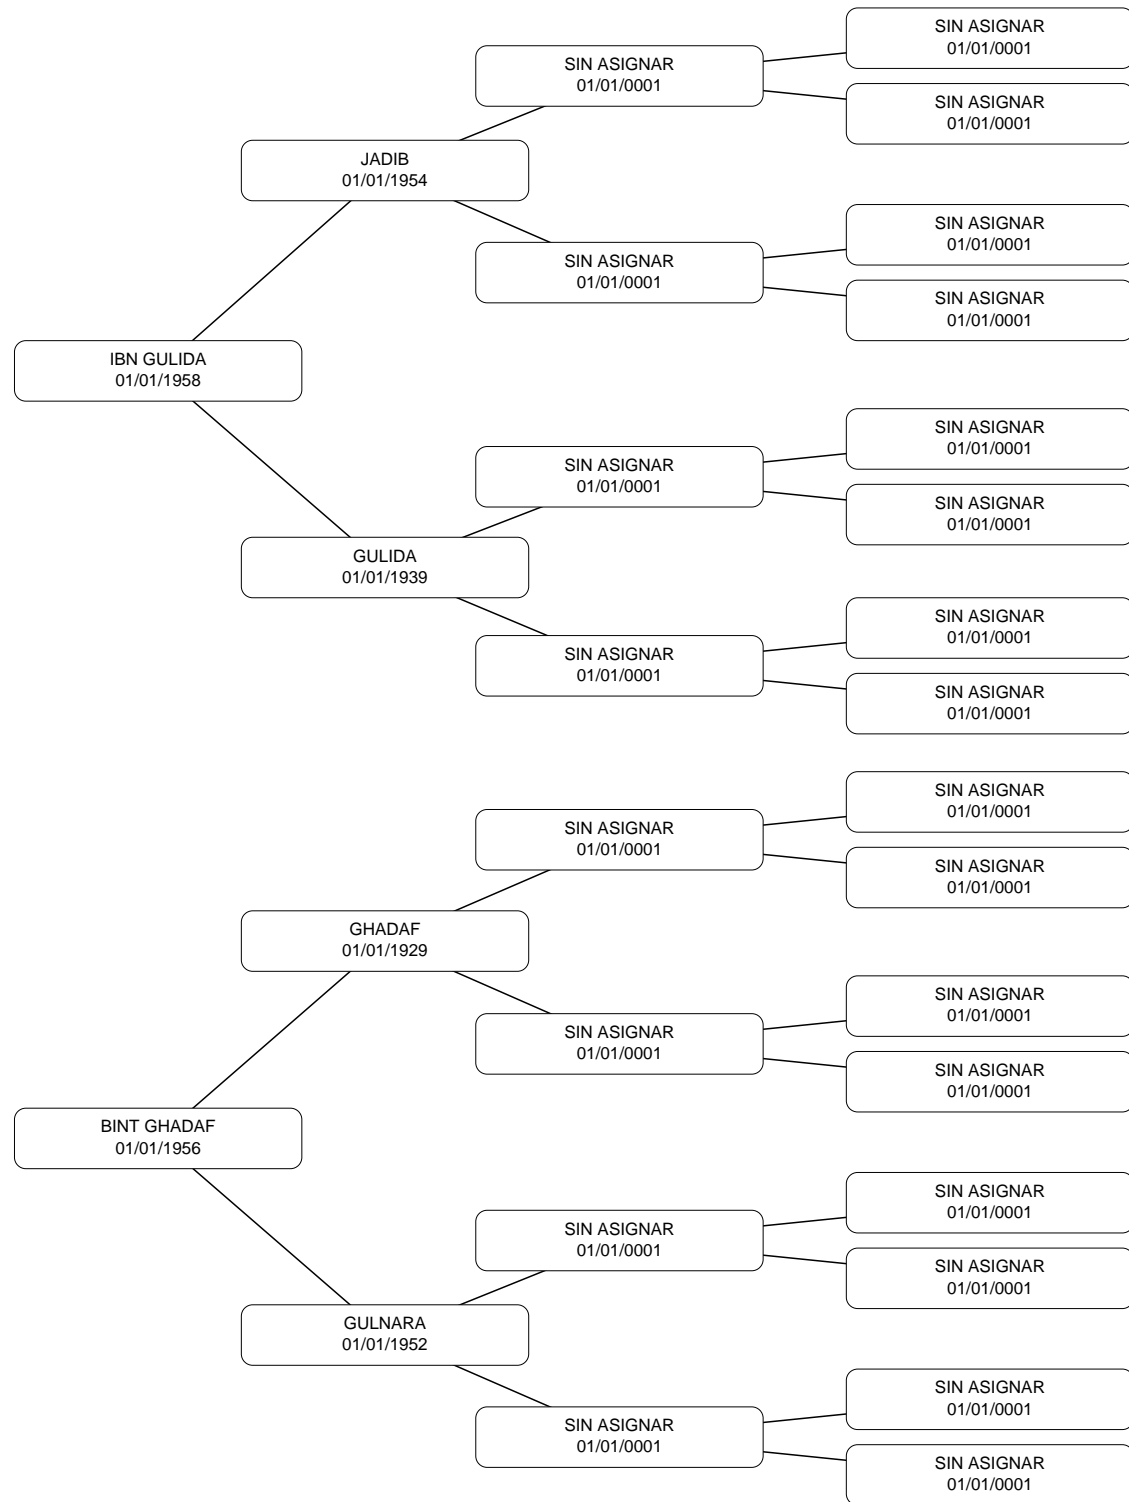 SIN ASIGNAR
01/01/0001
SIN ASIGNAR
01/01/0001
SIN ASIGNAR
01/01/0001
JADIB
01/01/1954
SIN ASIGNAR
01/01/0001
SIN ASIGNAR
01/01/0001
SIN ASIGNAR
01/01/0001
IBN GULIDA
01/01/1958
SIN ASIGNAR
01/01/0001
SIN ASIGNAR
01/01/0001
SIN ASIGNAR
01/01/0001
GULIDA
01/01/1939
SIN ASIGNAR
01/01/0001
SIN ASIGNAR
01/01/0001
SIN ASIGNAR
01/01/0001
SIN ASIGNAR
01/01/0001
SIN ASIGNAR
01/01/0001
SIN ASIGNAR
01/01/0001
GHADAF
01/01/1929
SIN ASIGNAR
01/01/0001
SIN ASIGNAR
01/01/0001
SIN ASIGNAR
01/01/0001
BINT GHADAF
01/01/1956
SIN ASIGNAR
01/01/0001
SIN ASIGNAR
01/01/0001
SIN ASIGNAR
01/01/0001
GULNARA
01/01/1952
SIN ASIGNAR
01/01/0001
SIN ASIGNAR
01/01/0001
SIN ASIGNAR
01/01/0001